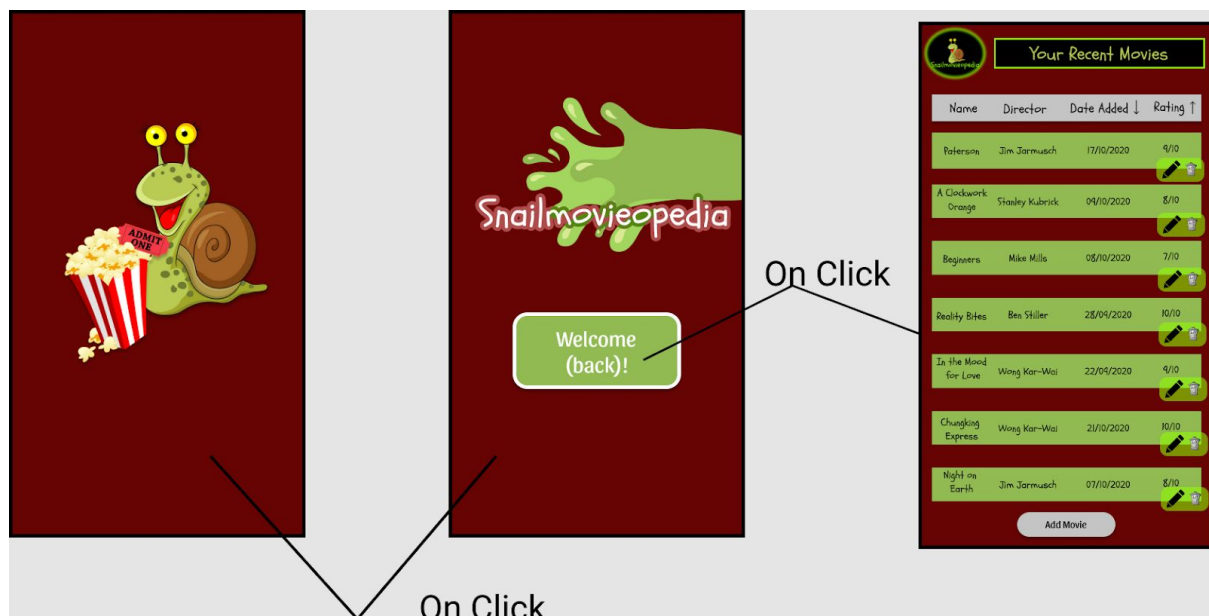 ADMIT
ONE
On Click
Snailmovieopedia
Welcome
(back)!
On Click
Snailmovieopedia
Your Recent Movies
Name Director Date Added ↓ Rating ↑
Paterson Jim Jarmusch 17/10/2020 9/10
A Clockwork
Orange Stanley Kubrick 09/10/2020 8/10
Beginners Mike Mills 08/10/2020 7/10
Reality Bites Ben Stiller 28/09/2020 10/10
In the Mood
for Love Wong Kar-Wai 22/09/2020 9/10
Chungking
Express Wong Kar-Wai 21/10/2020 10/10
Night on
Earth Jim Jarmusch 07/10/2020 8/10
Add Movie